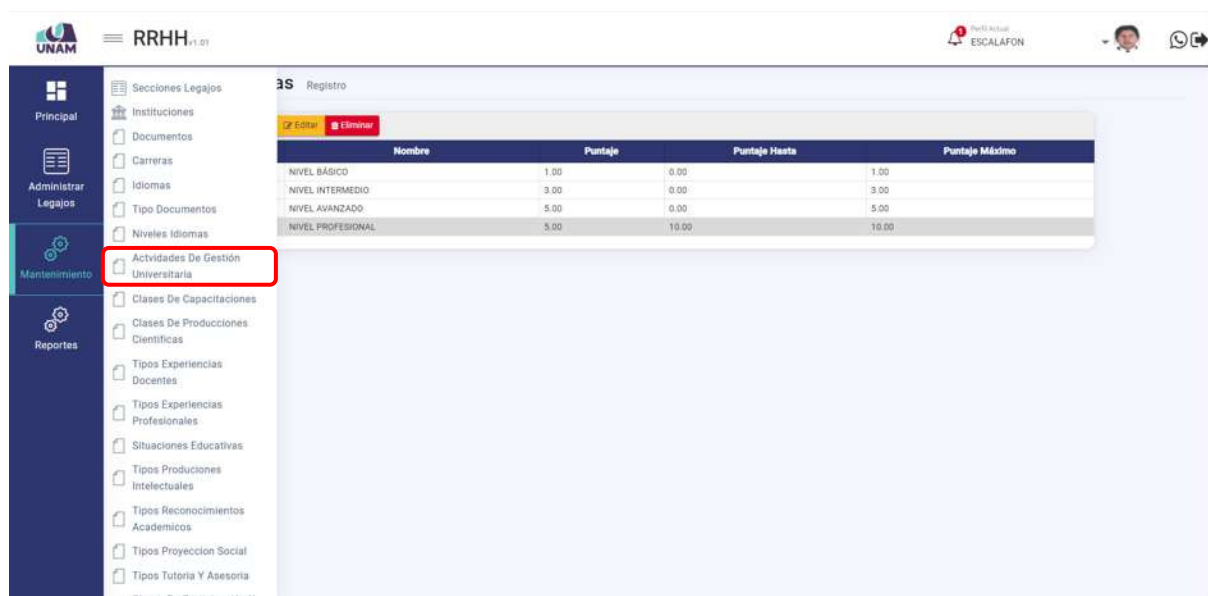 UNAM
RRHH v1.01
1
Perfil Actual
ESCALAFON
Principal
Administrar
Legajos
Mantenimiento
Reportes
Secciones Legajos
Instituciones
Documentos
Carreras
Idiomas
Tipo Documentos
Niveles Idiomas
Actvidades De Gestión
Universitaria
Clases De Capacitaciones
Clases De Producciones
Cientificas
Tipos Experiencias
Docentes
Tipos Experiencias
Profesionales
Situaciones Educativas
Tipos Produciones
Intelectuales
Tipos Reconocimientos
Academicos
Tipos Proyeccion Social
Tipos Tutoria Y Asesoria
as Registro
Editar Eliminar
Nombre Puntaje Puntaje Hasta Puntaje Máximo
NIVEL BÁSICO 1.00 0.00 1.00
NIVEL INTERMEDIO 3.00 0.00 3.00
NIVEL AVANZADO 5.00 0.00 5.00
NIVEL PROFESIONAL 5.00 10.00 10.00